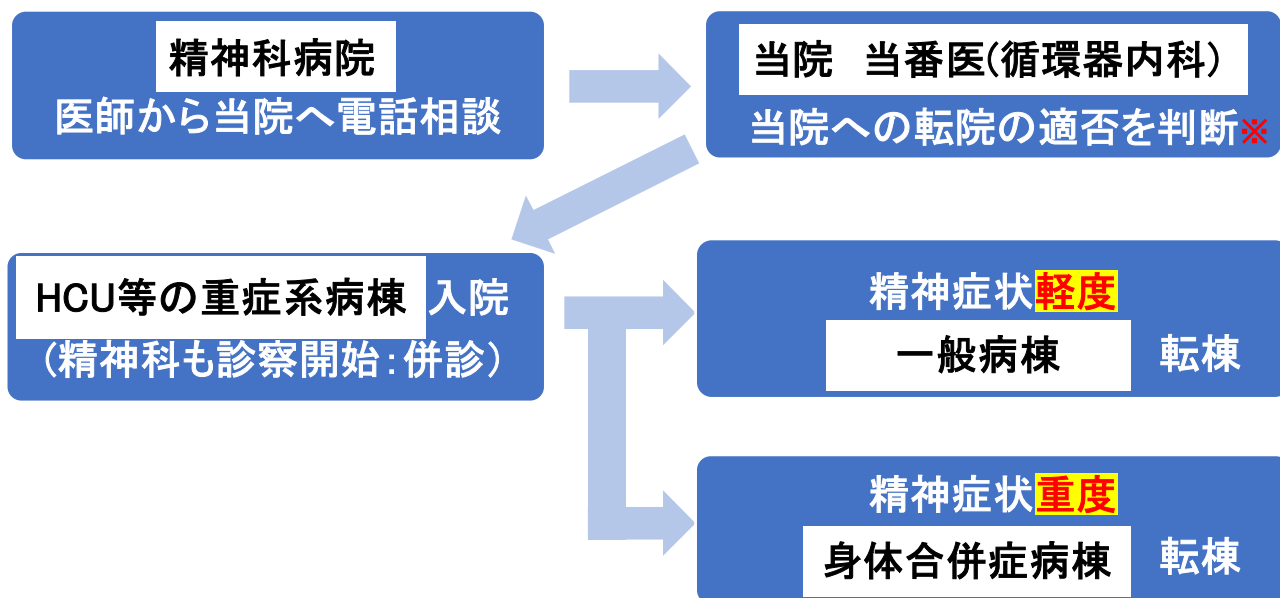 精神科病院
医師から当院へ電話相談
当院　当番医(循環器内科)
当院への転院の適否を判断※
HCU等の重症系病棟 入院
(精神科も診察開始：併診)
精神症状軽度
一般病棟 転棟
精神症状重度
身体合併症病棟 転棟